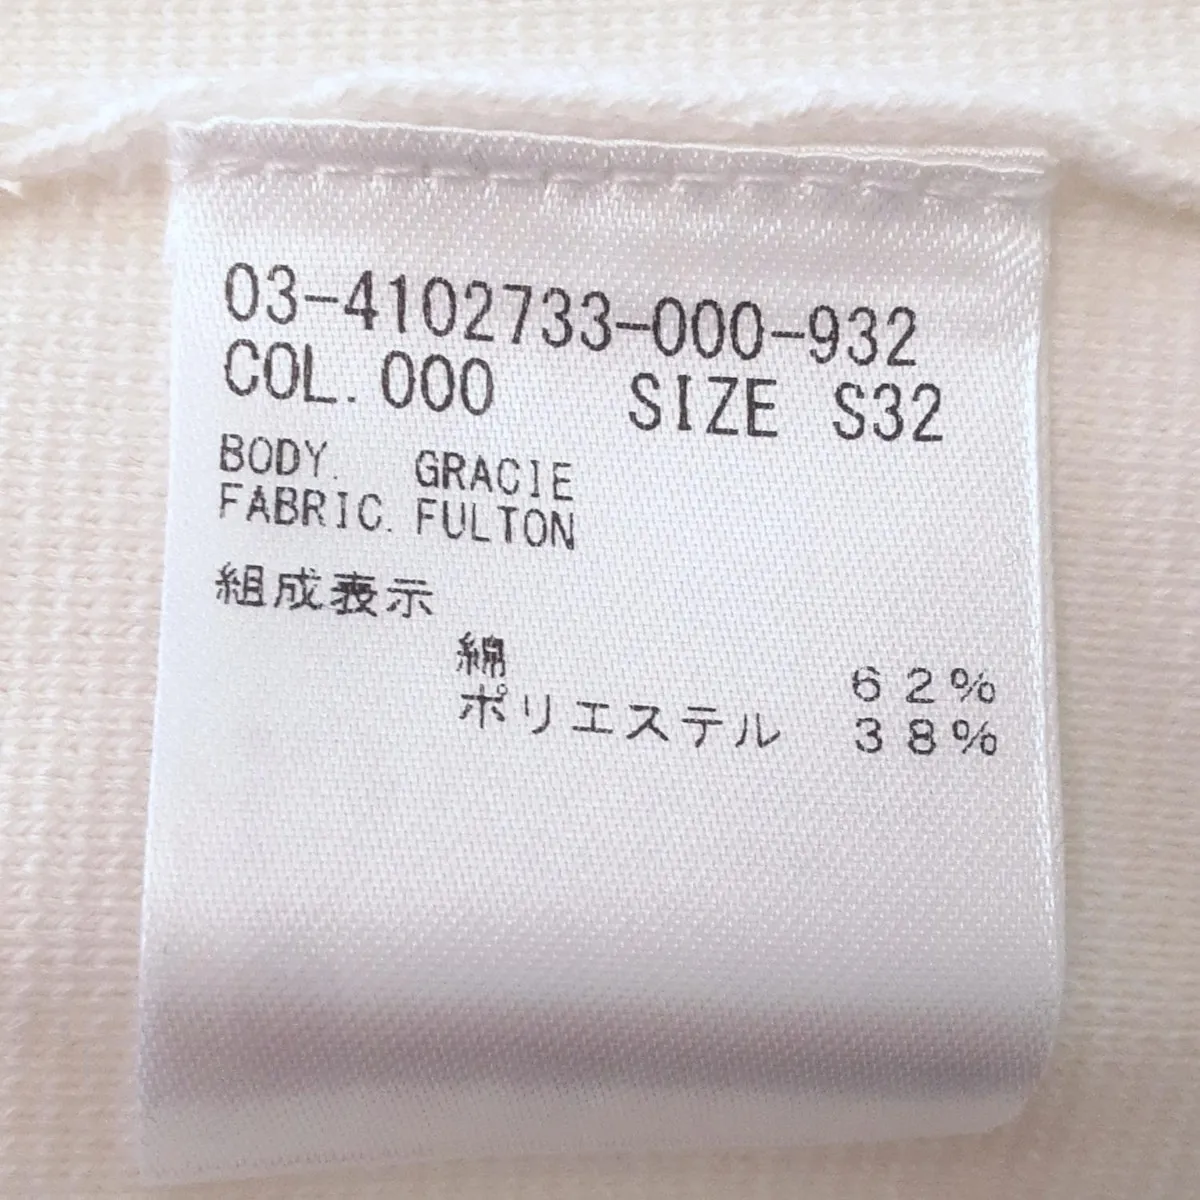 03-4102733-000-932
COL. 000 SIZE S32
BODY. GRACIE
FABRIC. FULTON
組成表示
綿 62%
ポリエステル 38%